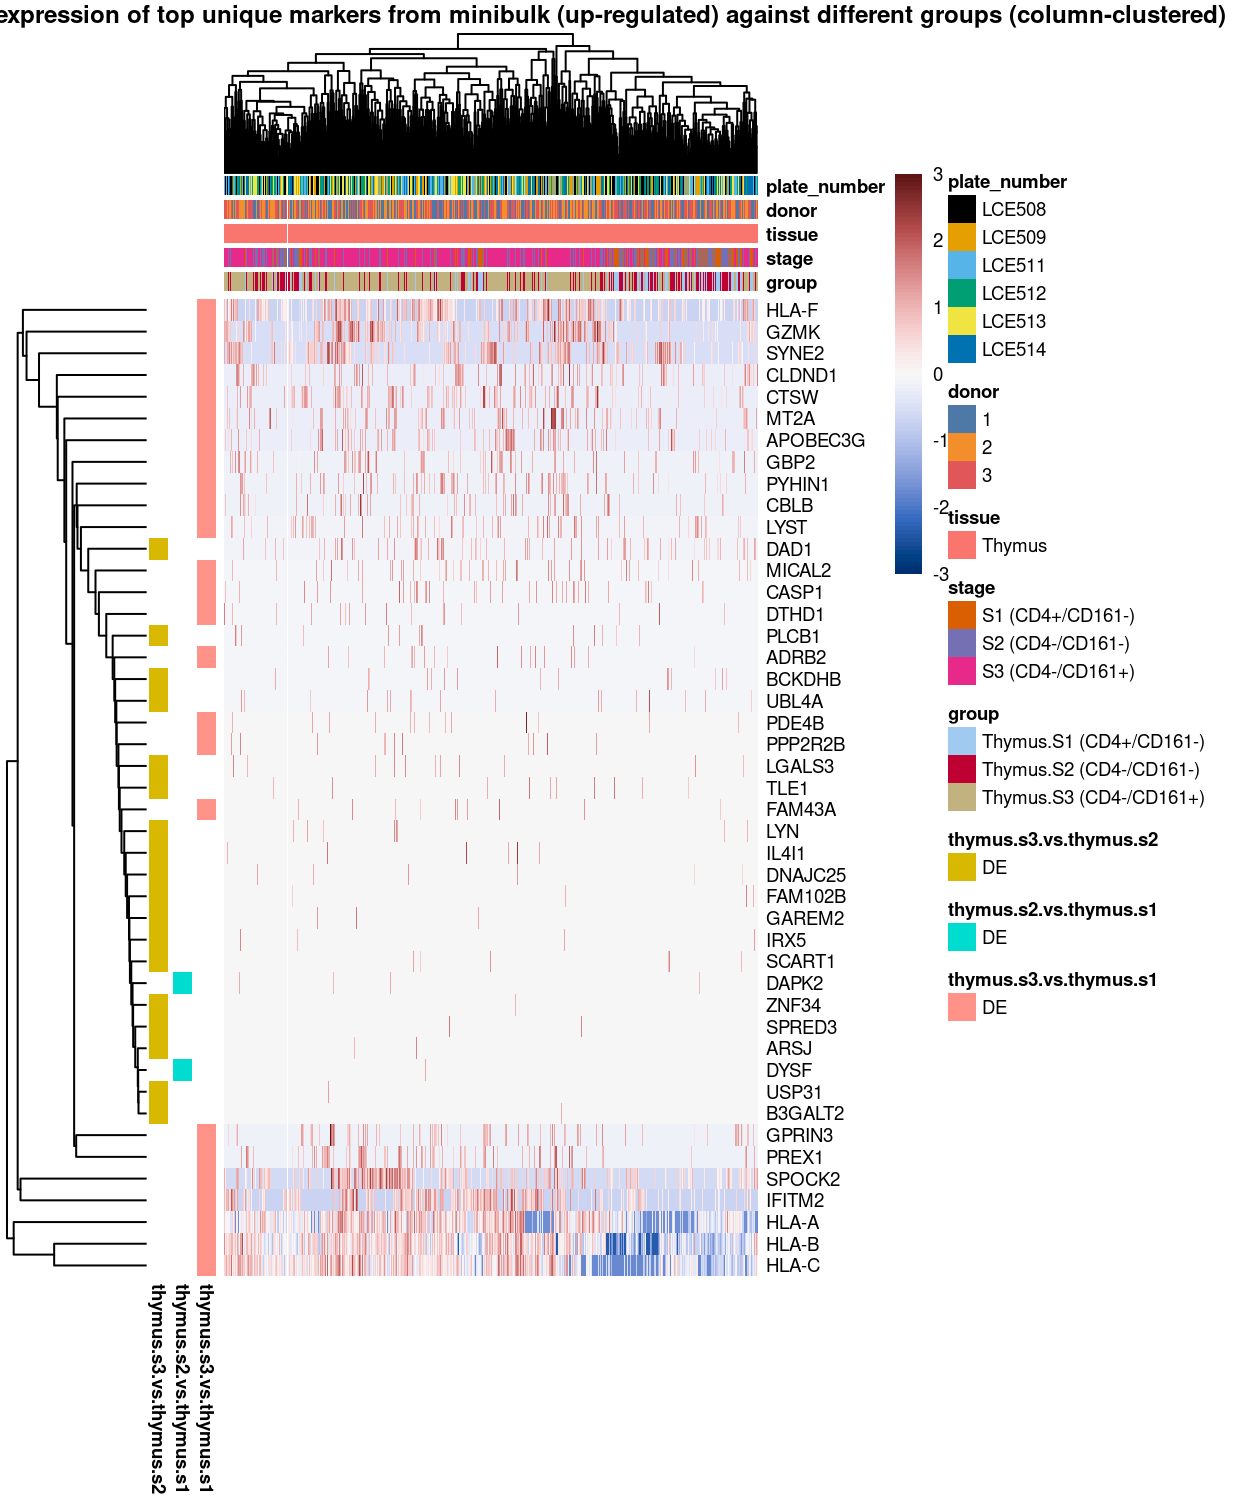 expression of top unique markers from minibulk (up-regulated) against different groups (column-clustered)
plate_number
donor
tissue
stage
group
HLA-F
GZMK
SYNE2
CLDND1
CTSW
MT2A
APOBEC3G
GBP2
PYHIN1
CBLB
LYST
DAD1
MICAL2
CASP1
DTHD1
PLCB1
ADRB2
BCKDHB
UBL4A
PDE4B
PPP2R2B
LGALS3
TLE1
FAM43A
LYN
IL4I1
DNAJC25
FAM102B
GAREM2
IRX5
SCART1
DAPK2
ZNF34
SPRED3
ARSJ
DYSF
USP31
B3GALT2
GPRIN3
PREX1
SPOCK2
IFITM2
HLA-A
HLA-B
HLA-C
thymus.s3.vs.thymus.s2
thymus.s2.vs.thymus.s1
thymus.s3.vs.thymus.s1
3
2
1
0
-1
-2
-3
plate_number
LCE508
LCE509
LCE511
LCE512
LCE513
LCE514
donor
1
2
3
tissue
Thymus
stage
S1 (CD4+/CD161-)
S2 (CD4-/CD161-)
S3 (CD4-/CD161+)
group
Thymus.S1 (CD4+/CD161-)
Thymus.S2 (CD4-/CD161-)
Thymus.S3 (CD4-/CD161+)
thymus.s3.vs.thymus.s2
DE
thymus.s2.vs.thymus.s1
DE
thymus.s3.vs.thymus.s1
DE